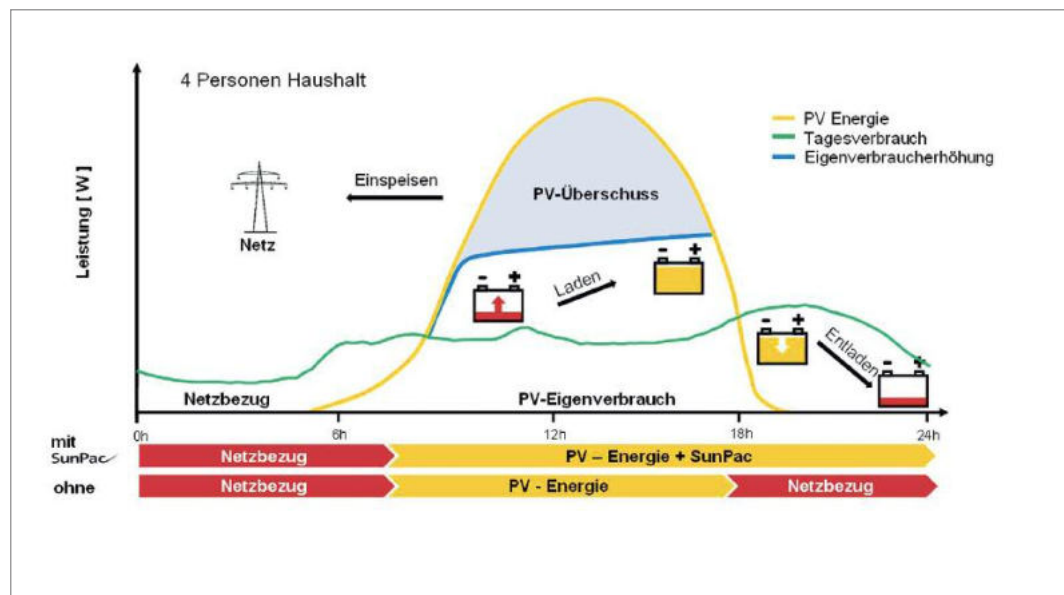 4 Personen Haushalt
PV Energie
Tagesverbrauch
Eigenverbraucherhöhung
Leistung [W]
Einspeisen
Netz
PV-Überschuss
- +
- +
Laden
- +
Entladen
- +
Netzbezug
PV-Eigenverbrauch
0h 6h 12h 18h 24h
mit
SunPac
Netzbezug
PV – Energie + SunPac
ohne
Netzbezug
PV - Energie
Netzbezug